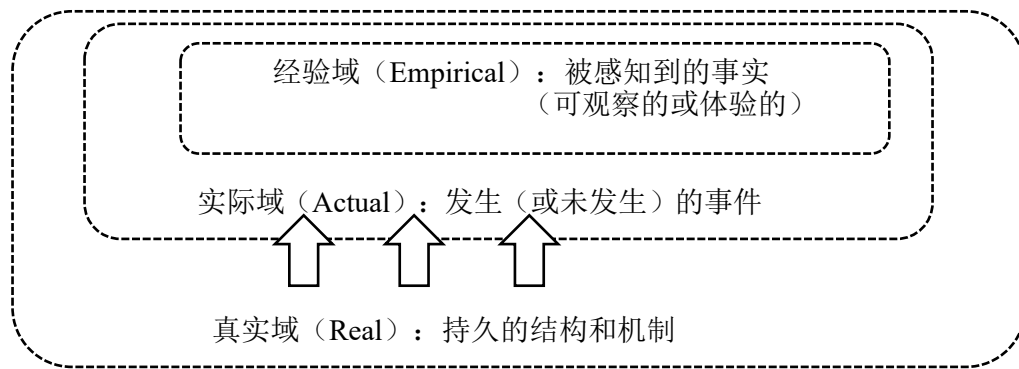 经验域（Empirical）：被感知到的事实
（可观察的或体验的）
实际域（Actual）：发生（或未发生）的事件
真实域（Real）：持久的结构和机制